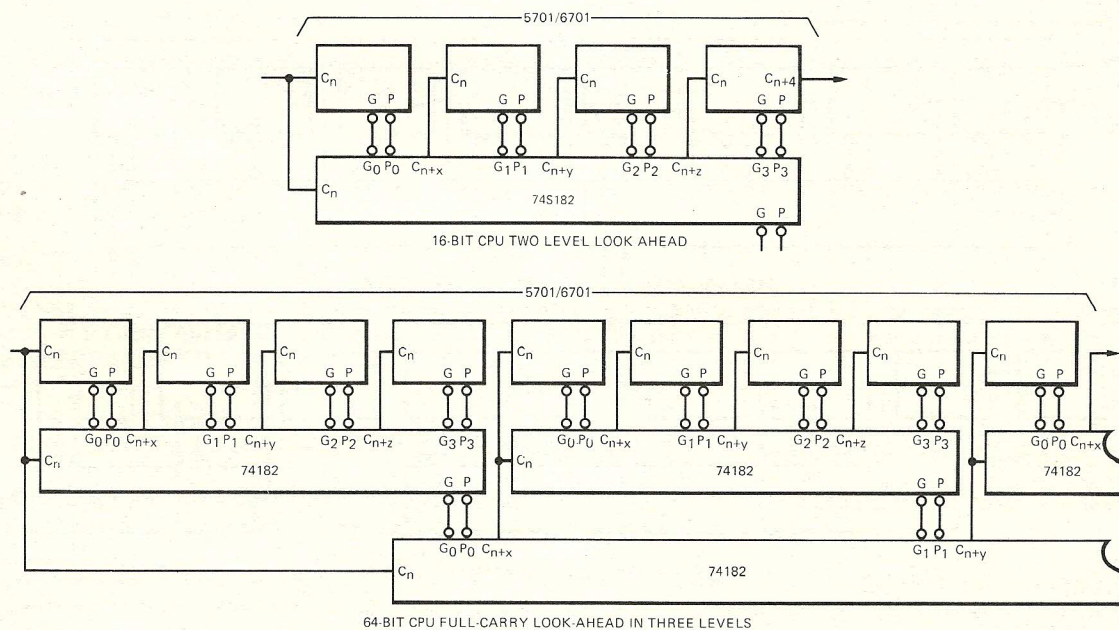 5701/6701
Cn Cn Cn Cn Cn+4
G P G P G P G P
G0 P0 Cn+x G1 P1 Cn+y G2 P2 Cn+z G3 P3
Cn
74S182
G P
16-BIT CPU TWO LEVEL LOOK AHEAD
5701/6701
Cn Cn Cn Cn Cn Cn Cn Cn Cn
G P G P G P G P G P G P G P G P G P
G0 P0 Cn+x G1 P1 Cn+y G2 P2 Cn+z G3 P3 G0 P0 Cn+x G1 P1 Cn+y G2 P2 Cn+z G3 P3 G0 P0 Cn+x
Cn 74182 Cn 74182 74182
G P G P
G0 P0 Cn+x G1 P1 Cn+y
Cn 74182
64-BIT CPU FULL-CARRY LOOK-AHEAD IN THREE LEVELS